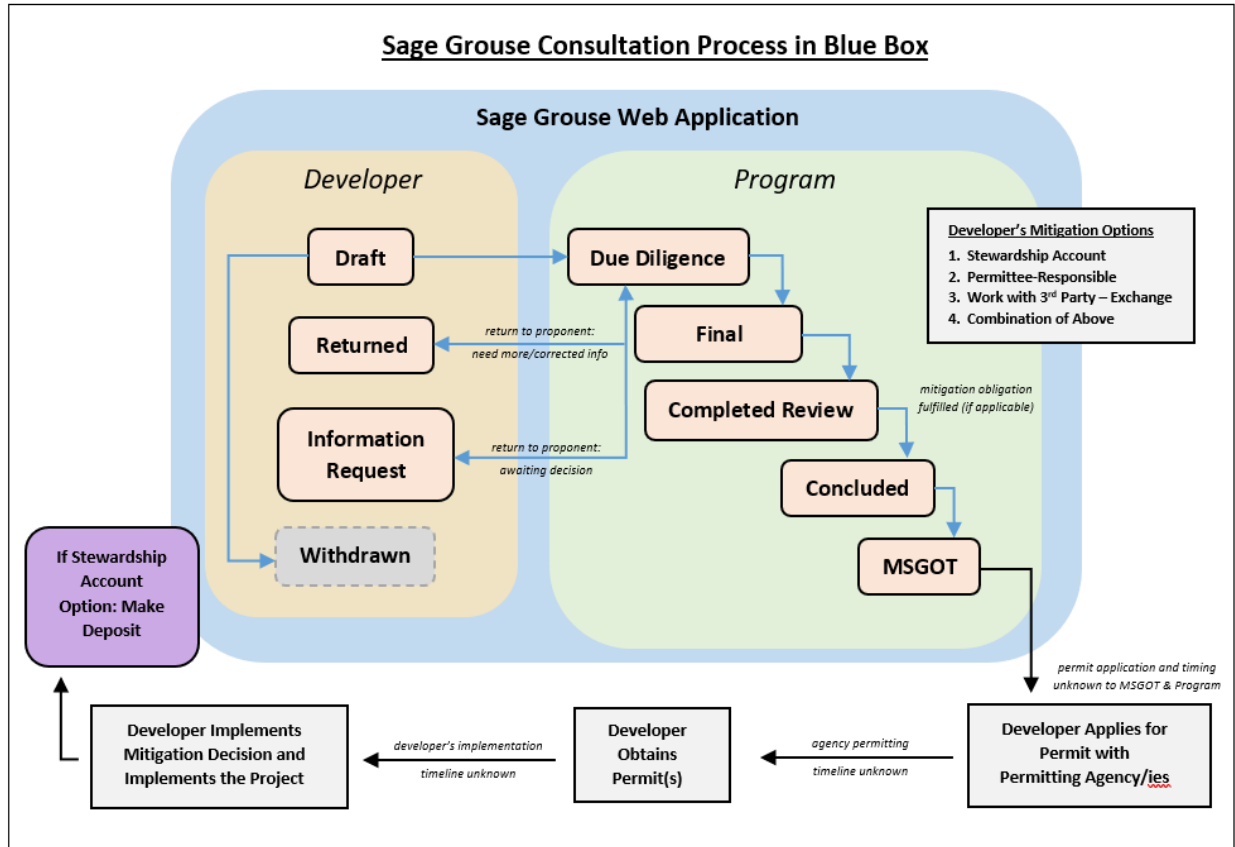 Sage Grouse Consultation Process in Blue Box
Sage Grouse Web Application
Developer
Program
Developer's Mitigation Options
1. Stewardship Account
2. Permittee-Responsible
3. Work with 3rd Party – Exchange
4. Combination of Above
Draft
Due Diligence
Returned
return to proponent:
need more/corrected info
Final
Completed Review
mitigation obligation
fulfilled (if applicable)
Information
Request
return to proponent:
awaiting decision
Concluded
Withdrawn
MSGOT
If Stewardship
Account
Option: Make
Deposit
permit application and timing
unknown to MSGOT & Program
Developer Applies for
Permit with
Permitting Agency/ies
agency permitting
timeline unknown
Developer
Obtains
Permit(s)
developer's implementation
timeline unknown
Developer Implements
Mitigation Decision and
Implements the Project